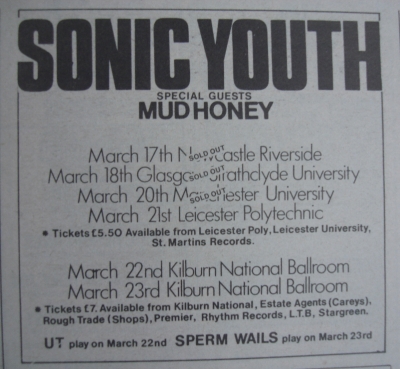 SONIC YOUTH
SPECIAL GUESTS
MUDHONEY
March 17th Newcastle Riverside
SOLD OUT
March 18th Glasgow Strathclyde University
SOLD OUT
March 20th Manchester University
SOLD OUT
March 21st Leicester Polytechnic
• Tickets £5.50 Available from Leicester Poly, Leicester University,
St. Martins Records.
March 22nd Kilburn National Ballroom
March 23rd Kilburn National Ballroom
• Tickets £7. Available from Kilburn National, Estate Agents (Careys),
Rough Trade (Shops), Premier, Rhythm Records, L.T.B, Stargreen.
UT play on March 22nd SPERM WAILS play on March 23rd